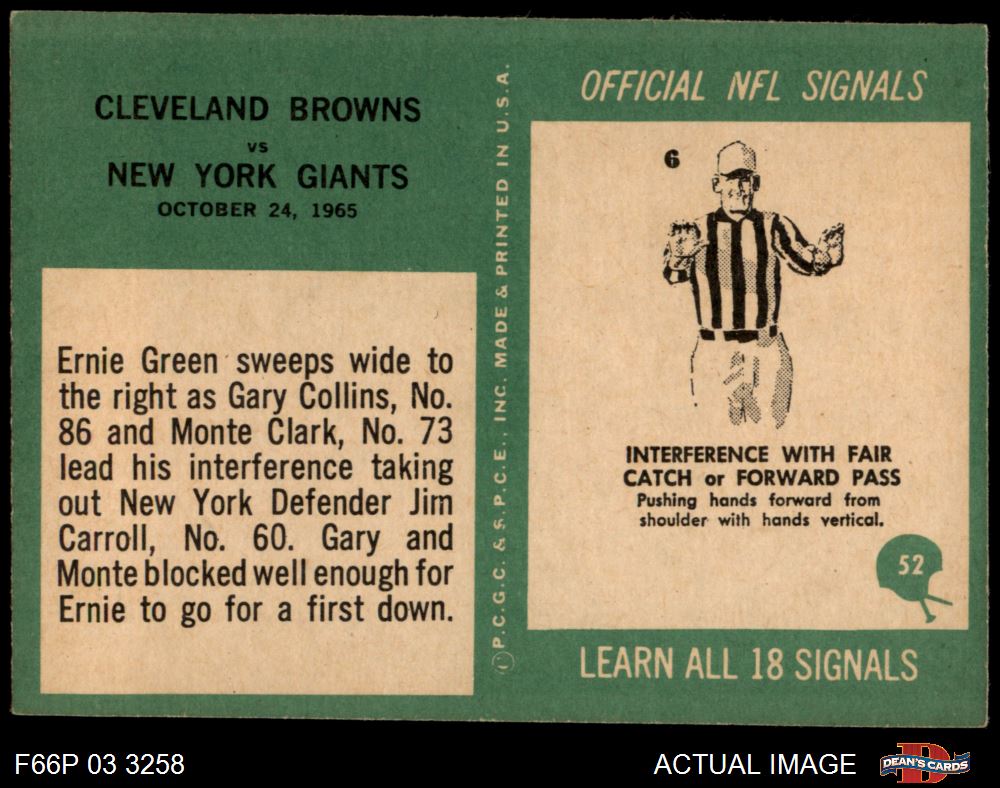 CLEVELAND BROWNS
VS
NEW YORK GIANTS
OCTOBER 24, 1965
Ernie Green sweeps wide to
the right as Gary Collins, No.
86 and Monte Clark, No. 73
lead his interference taking
out New York Defender Jim
Carroll, No. 60. Gary and
Monte blocked well enough for
Ernie to go for a first down.
© P.C.G.C. & S.P.C.E., INC. MADE & PRINTED IN U.S.A.
OFFICIAL NFL SIGNALS
6
INTERFERENCE WITH FAIR
CATCH or FORWARD PASS
Pushing hands forward from
shoulder with hands vertical.
52
LEARN ALL 18 SIGNALS
F66P 03 3258
ACTUAL IMAGE
DEAN'S CARDS